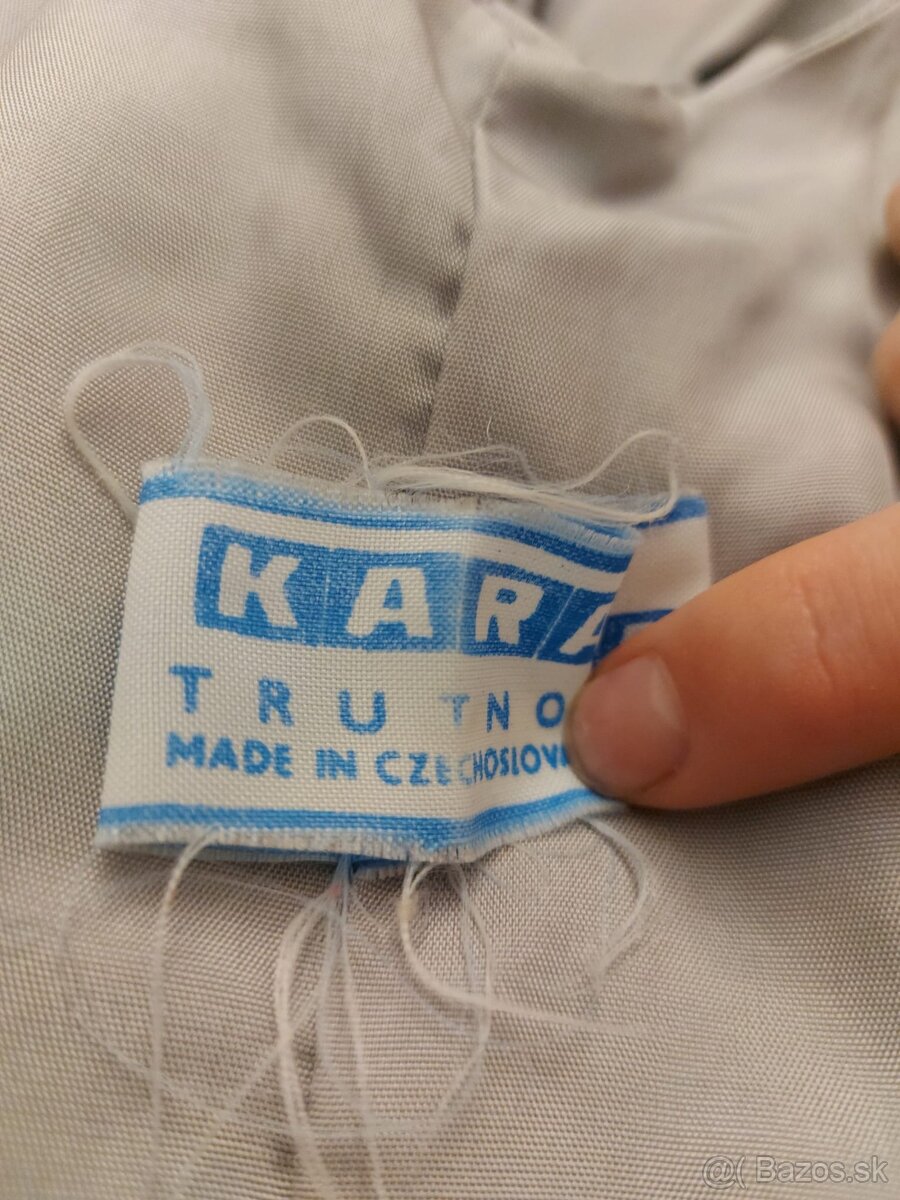 KARA
TRUTNO
MADE IN CZECHOSLOV
@( Bazos.sk